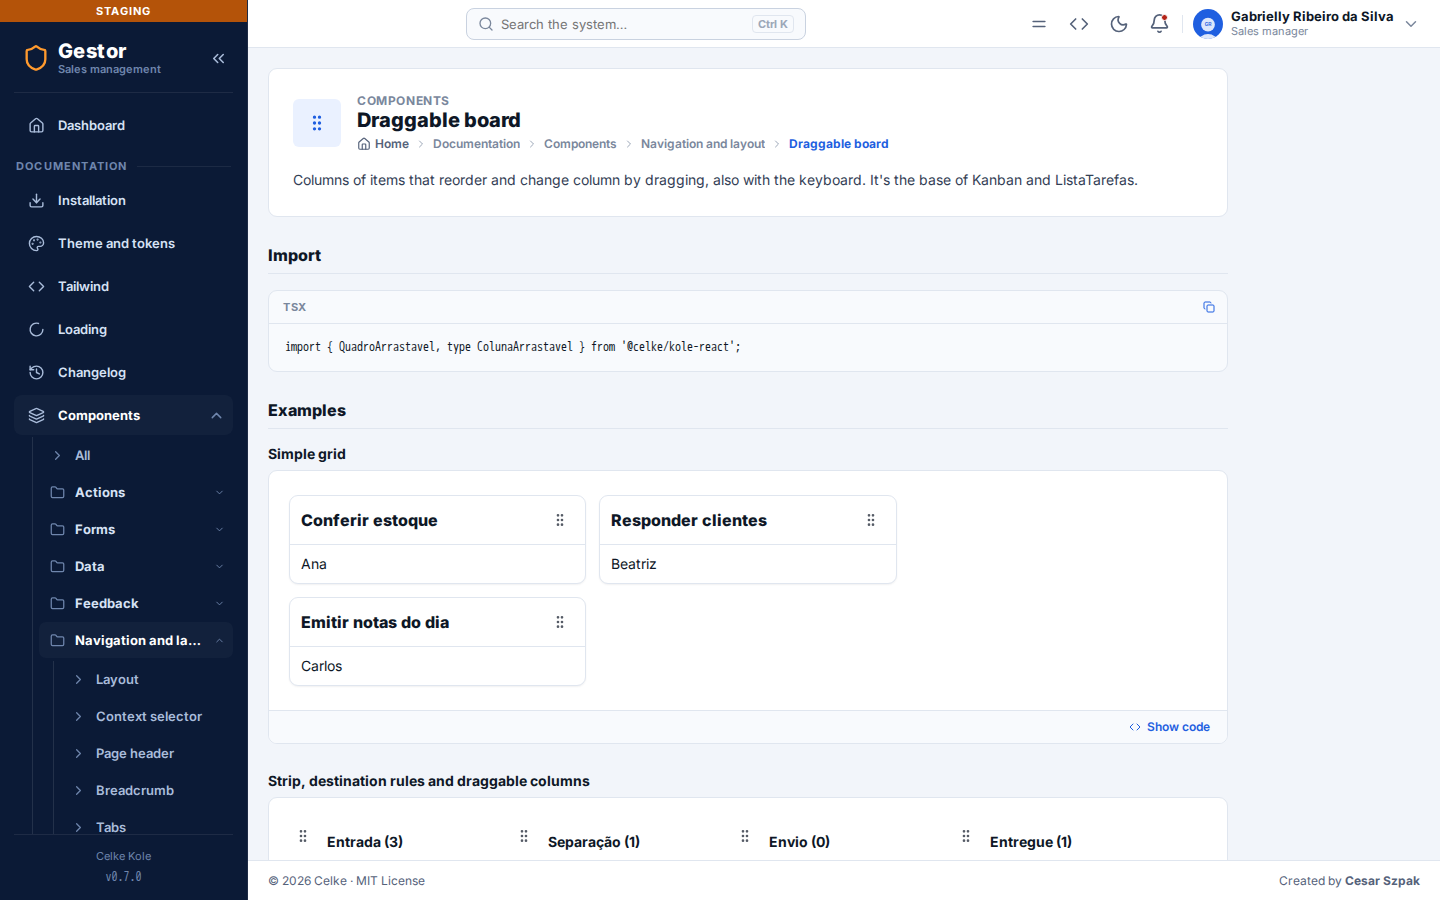 STAGING
Gestor
Sales management
Dashboard
DOCUMENTATION
Installation
Theme and tokens
Tailwind
Loading
Changelog
Components
All
Actions
Forms
Data
Feedback
Navigation and la...
Layout
Context selector
Page header
Breadcrumb
Tabs
Celke Kole
v0.7.0
Search the system...
Ctrl K
GR
Gabrielly Ribeiro da Silva
Sales manager
COMPONENTS
Draggable board
Home
Documentation
Components
Navigation and layout
Draggable board
Columns of items that reorder and change column by dragging, also with the keyboard. It's the base of Kanban and ListaTarefas.
Import
TSX
import { QuadroArrastavel, type ColunaArrastavel } from '@celke/kole-react';
Examples
Simple grid
Conferir estoque
Ana
Responder clientes
Beatriz
Emitir notas do dia
Carlos
Show code
Strip, destination rules and draggable columns
Entrada (3)
Separação (1)
Envio (0)
Entregue (1)
© 2026 Celke · MIT License
Created by Cesar Szpak